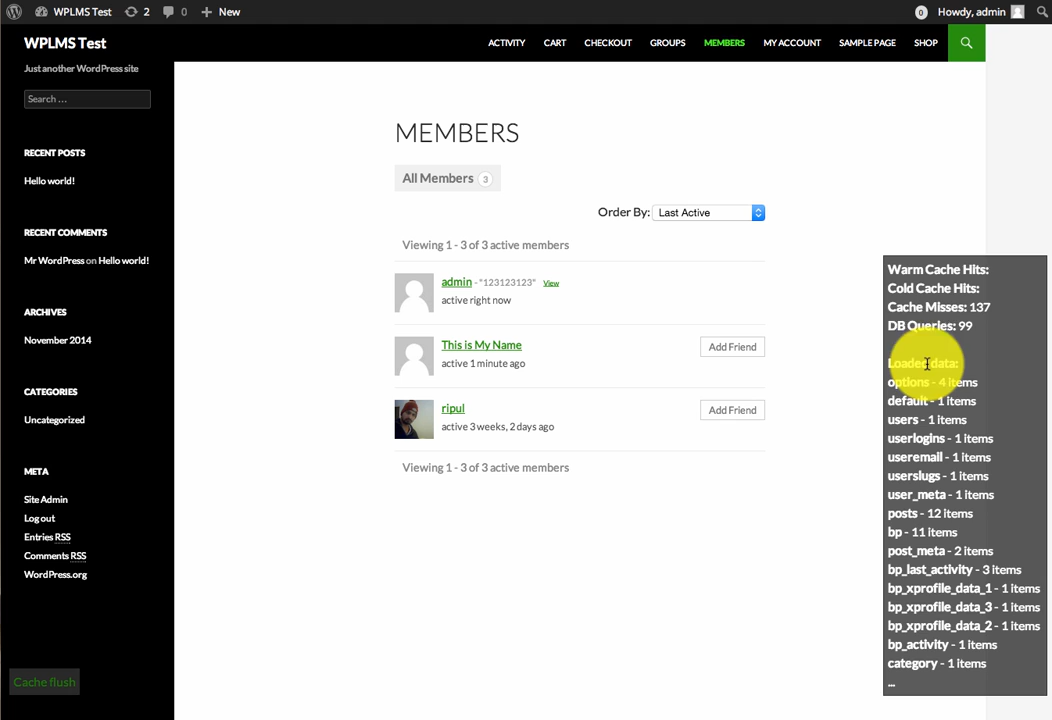 WPLMS Test 2 0 New 0 Howdy, admin
WPLMS Test
Just another WordPress site
Search ...
RECENT POSTS
Hello world!
RECENT COMMENTS
Mr WordPress on Hello world!
ARCHIVES
November 2014
CATEGORIES
Uncategorized
META
Site Admin
Log out
Entries RSS
Comments RSS
WordPress.org
Cache flush
ACTIVITY CART CHECKOUT GROUPS MEMBERS MY ACCOUNT SAMPLE PAGE SHOP
MEMBERS
All Members 3
Order By: Last Active
Viewing 1 - 3 of 3 active members
admin - "123123123" View
active right now
This is My Name
active 1 minute ago
Add Friend
ripul
active 3 weeks, 2 days ago
Add Friend
Viewing 1 - 3 of 3 active members
Warm Cache Hits:
Cold Cache Hits:
Cache Misses: 137
DB Queries: 99
Loaded data:
options - 4 items
default - 1 items
users - 1 items
userlogins - 1 items
useremail - 1 items
userslugs - 1 items
user_meta - 1 items
posts - 12 items
bp - 11 items
post_meta - 2 items
bp_last_activity - 3 items
bp_xprofile_data_1 - 1 items
bp_xprofile_data_3 - 1 items
bp_xprofile_data_2 - 1 items
bp_activity - 1 items
category - 1 items
...